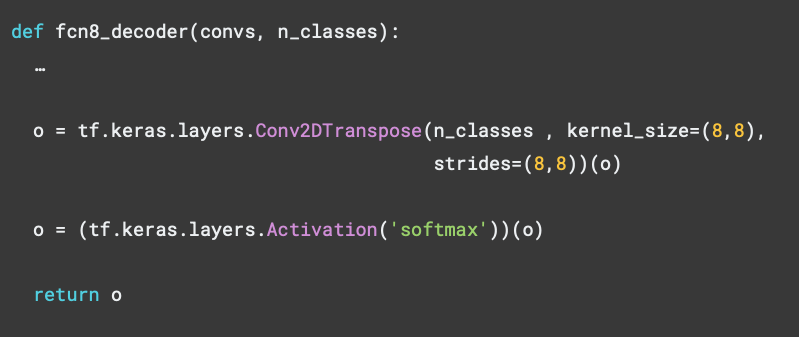 def fcn8_decoder(convs, n_classes):
  …
  o = tf.keras.layers.Conv2DTranspose(n_classes , kernel_size=(8,8),
                                      strides=(8,8))(o)
  o = (tf.keras.layers.Activation('softmax'))(o)
  return o